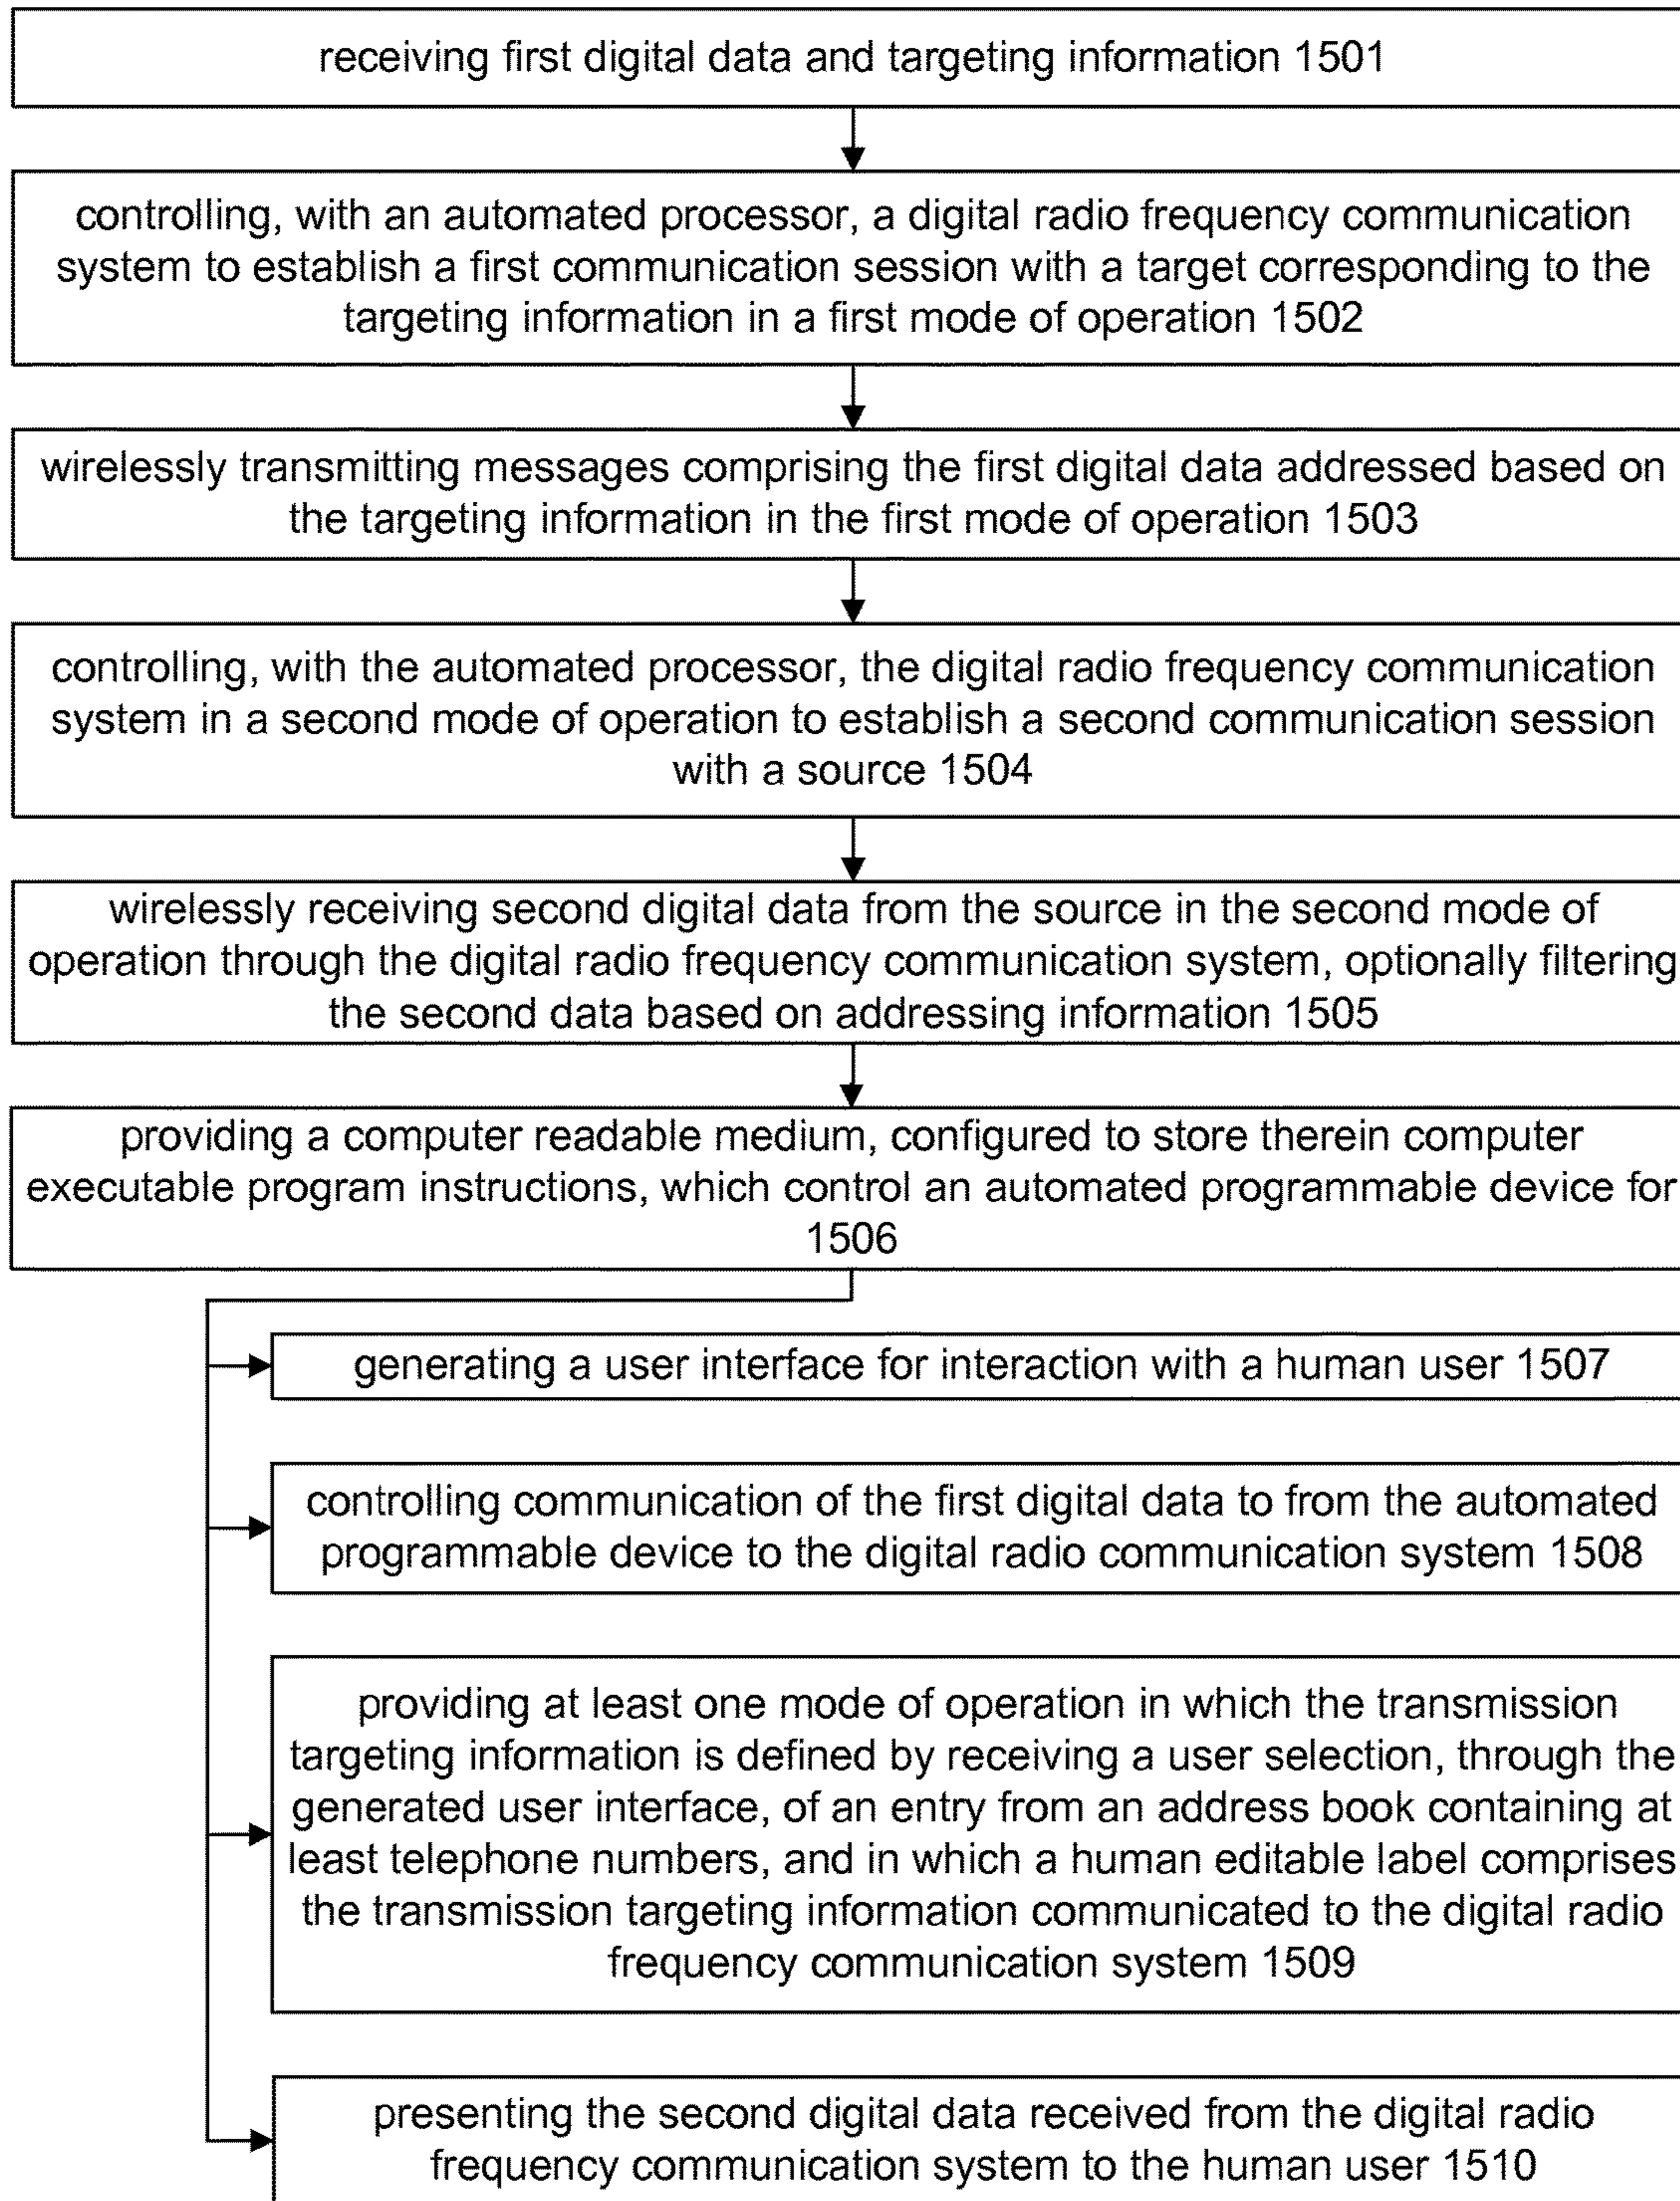 receiving first digital data and targeting information 1501
controlling, with an automated processor, a digital radio frequency communication
system to establish a first communication session with a target corresponding to the
targeting information in a first mode of operation 1502
wirelessly transmitting messages comprising the first digital data addressed based on
the targeting information in the first mode of operation 1503
controlling, with the automated processor, the digital radio frequency communication
system in a second mode of operation to establish a second communication session
with a source 1504
wirelessly receiving second digital data from the source in the second mode of
operation through the digital radio frequency communication system, optionally filtering
the second data based on addressing information 1505
providing a computer readable medium, configured to store therein computer
executable program instructions, which control an automated programmable device for
1506
generating a user interface for interaction with a human user 1507
controlling communication of the first digital data to from the automated
programmable device to the digital radio communication system 1508
providing at least one mode of operation in which the transmission
targeting information is defined by receiving a user selection, through the
generated user interface, of an entry from an address book containing at
least telephone numbers, and in which a human editable label comprises
the transmission targeting information communicated to the digital radio
frequency communication system 1509
presenting the second digital data received from the digital radio
frequency communication system to the human user 1510